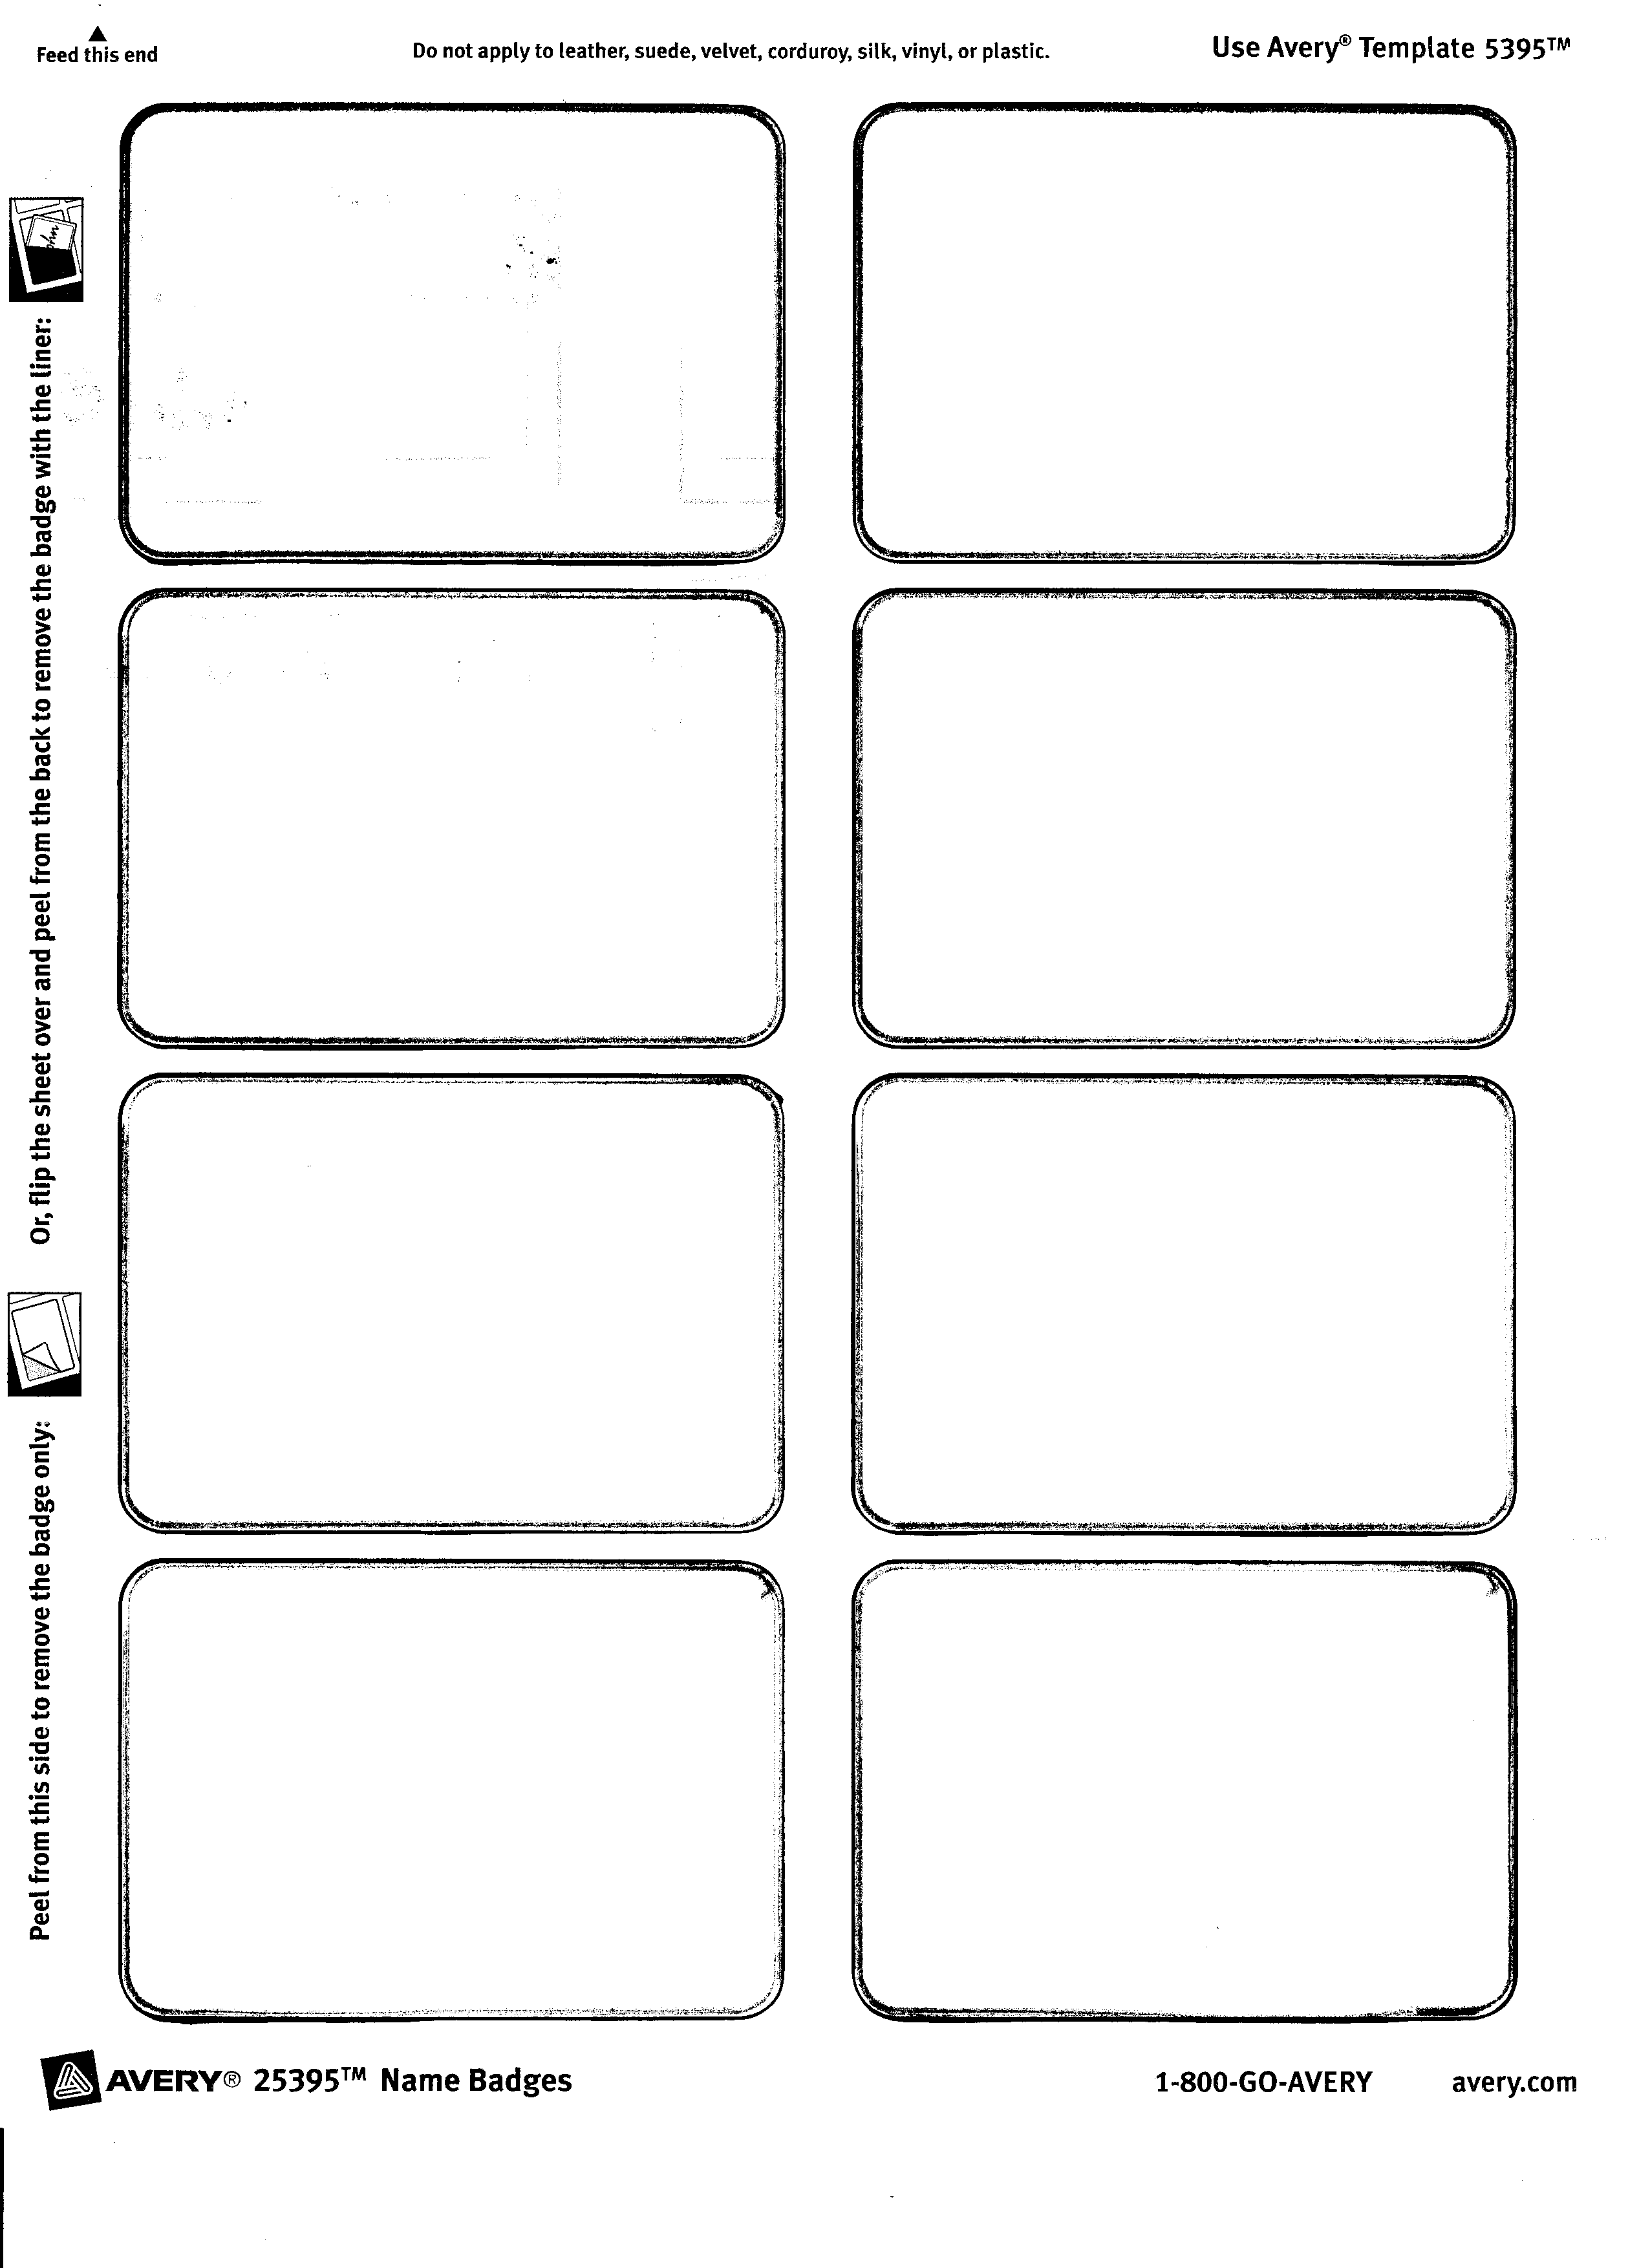 Feed this end
Do not apply to leather, suede, velvet, corduroy, silk, vinyl, or plastic.
Use Avery® Template 5395™
Or, flip the sheet over and peel from the back to remove the badge with the liner:
John
Peel from this side to remove the badge only:
AVERY® 25395™ Name Badges
1-800-GO-AVERY
avery.com